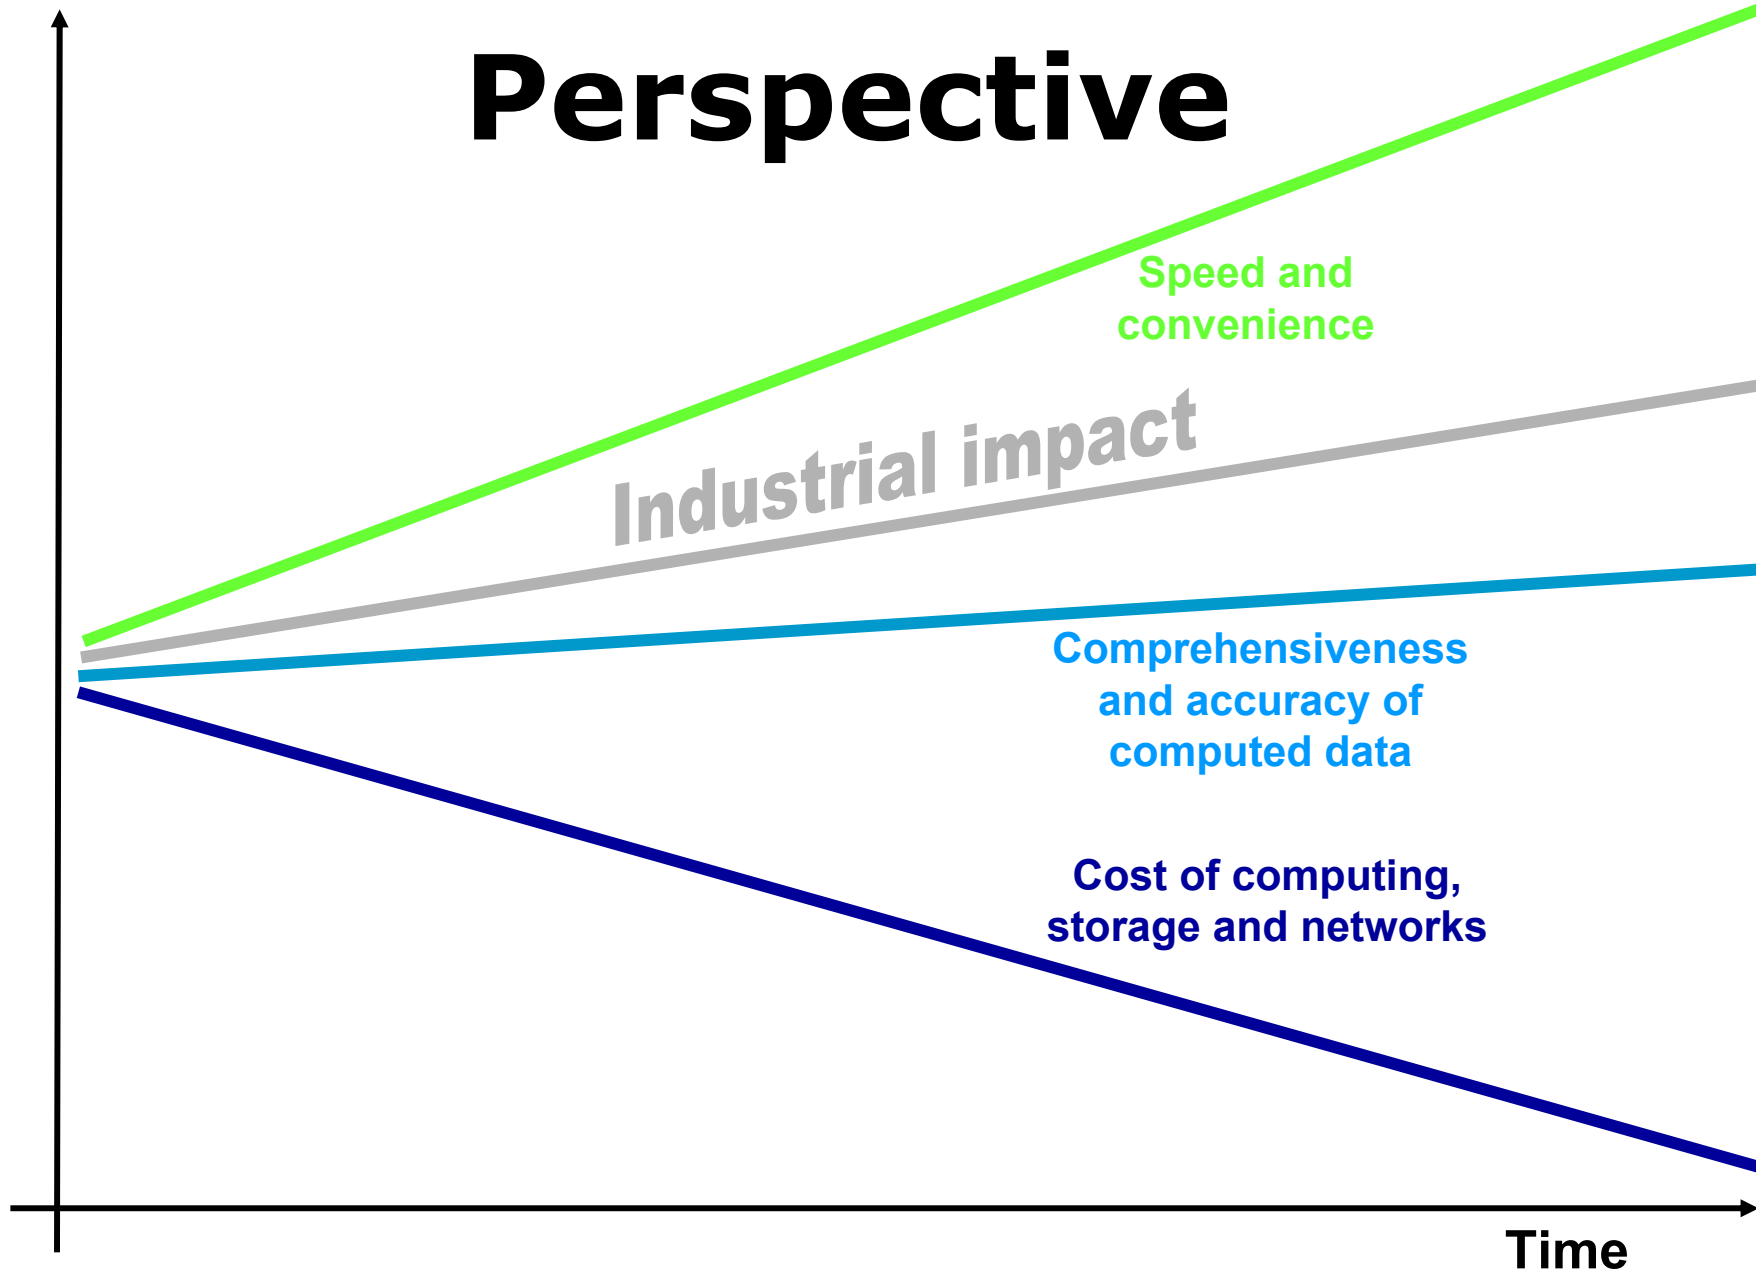 Perspective
Speed and
convenience
Industrial impact
Comprehensiveness
and accuracy of
computed data
Cost of computing,
storage and networks
Time